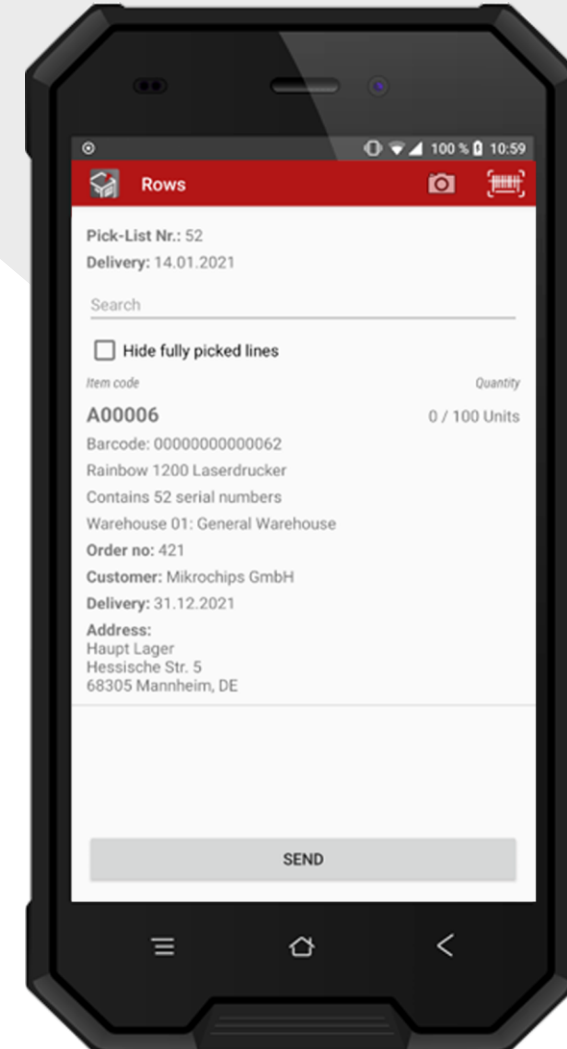 100 % 10:59
Rows
Pick-List Nr.: 52
Delivery: 14.01.2021
Search
Hide fully picked lines
Item code Quantity
A00006 0 / 100 Units
Barcode: 00000000000062
Rainbow 1200 Laserdrucker
Contains 52 serial numbers
Warehouse 01: General Warehouse
Order no: 421
Customer: Mikrochips GmbH
Delivery: 31.12.2021
Address:
Haupt Lager
Hessische Str. 5
68305 Mannheim, DE
SEND